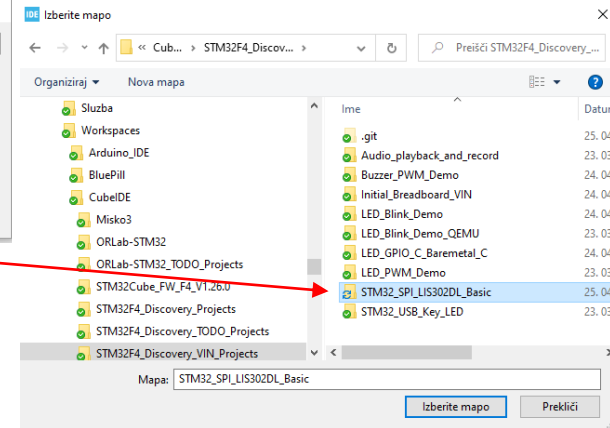 IDE Izberite mapo
« Cub... › STM32F4_Discov... ›
Preišči STM32F4_Discovery_...
Organiziraj
Nova mapa
Sluzba
Workspaces
Arduino_IDE
BluePill
CubeIDE
Misko3
ORLab-STM32
ORLab-STM32_TODO_Projects
STM32Cube_FW_F4_V1.26.0
STM32F4_Discovery_Projects
STM32F4_Discovery_TODO_Projects
STM32F4_Discovery_VIN_Projects
Ime Datur
.git 25. 04
Audio_playback_and_record 23. 03
Buzzer_PWM_Demo 24. 04
Initial_Breadboard_VIN 24. 04
LED_Blink_Demo 24. 04
LED_Blink_Demo_QEMU 23. 03
LED_GPIO_C_Baremetal_C 24. 04
LED_PWM_Demo 23. 03
STM32_SPI_LIS302DL_Basic 25. 04
STM32_USB_Key_LED 23. 03
Mapa: STM32_SPI_LIS302DL_Basic
Izberite mapo Prekliči